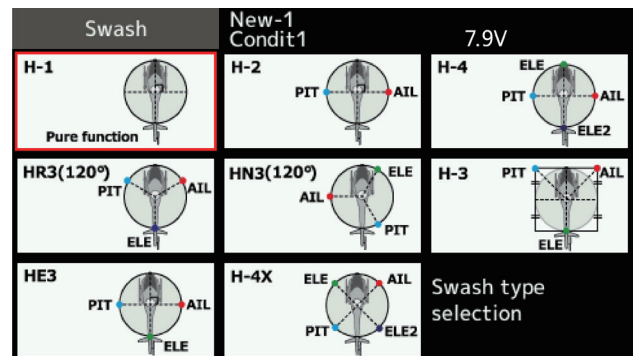 Swash
New-1
Condit1
7.9V
H-1
Pure function
H-2
PIT
AIL
H-4
ELE
PIT
AIL
ELE2
HR3(120º)
PIT
AIL
ELE
HN3(120º)
ELE
AIL
PIT
H-3
PIT
AIL
ELE
HE3
PIT
AIL
ELE
H-4X
ELE
AIL
PIT
ELE2
Swash type
selection